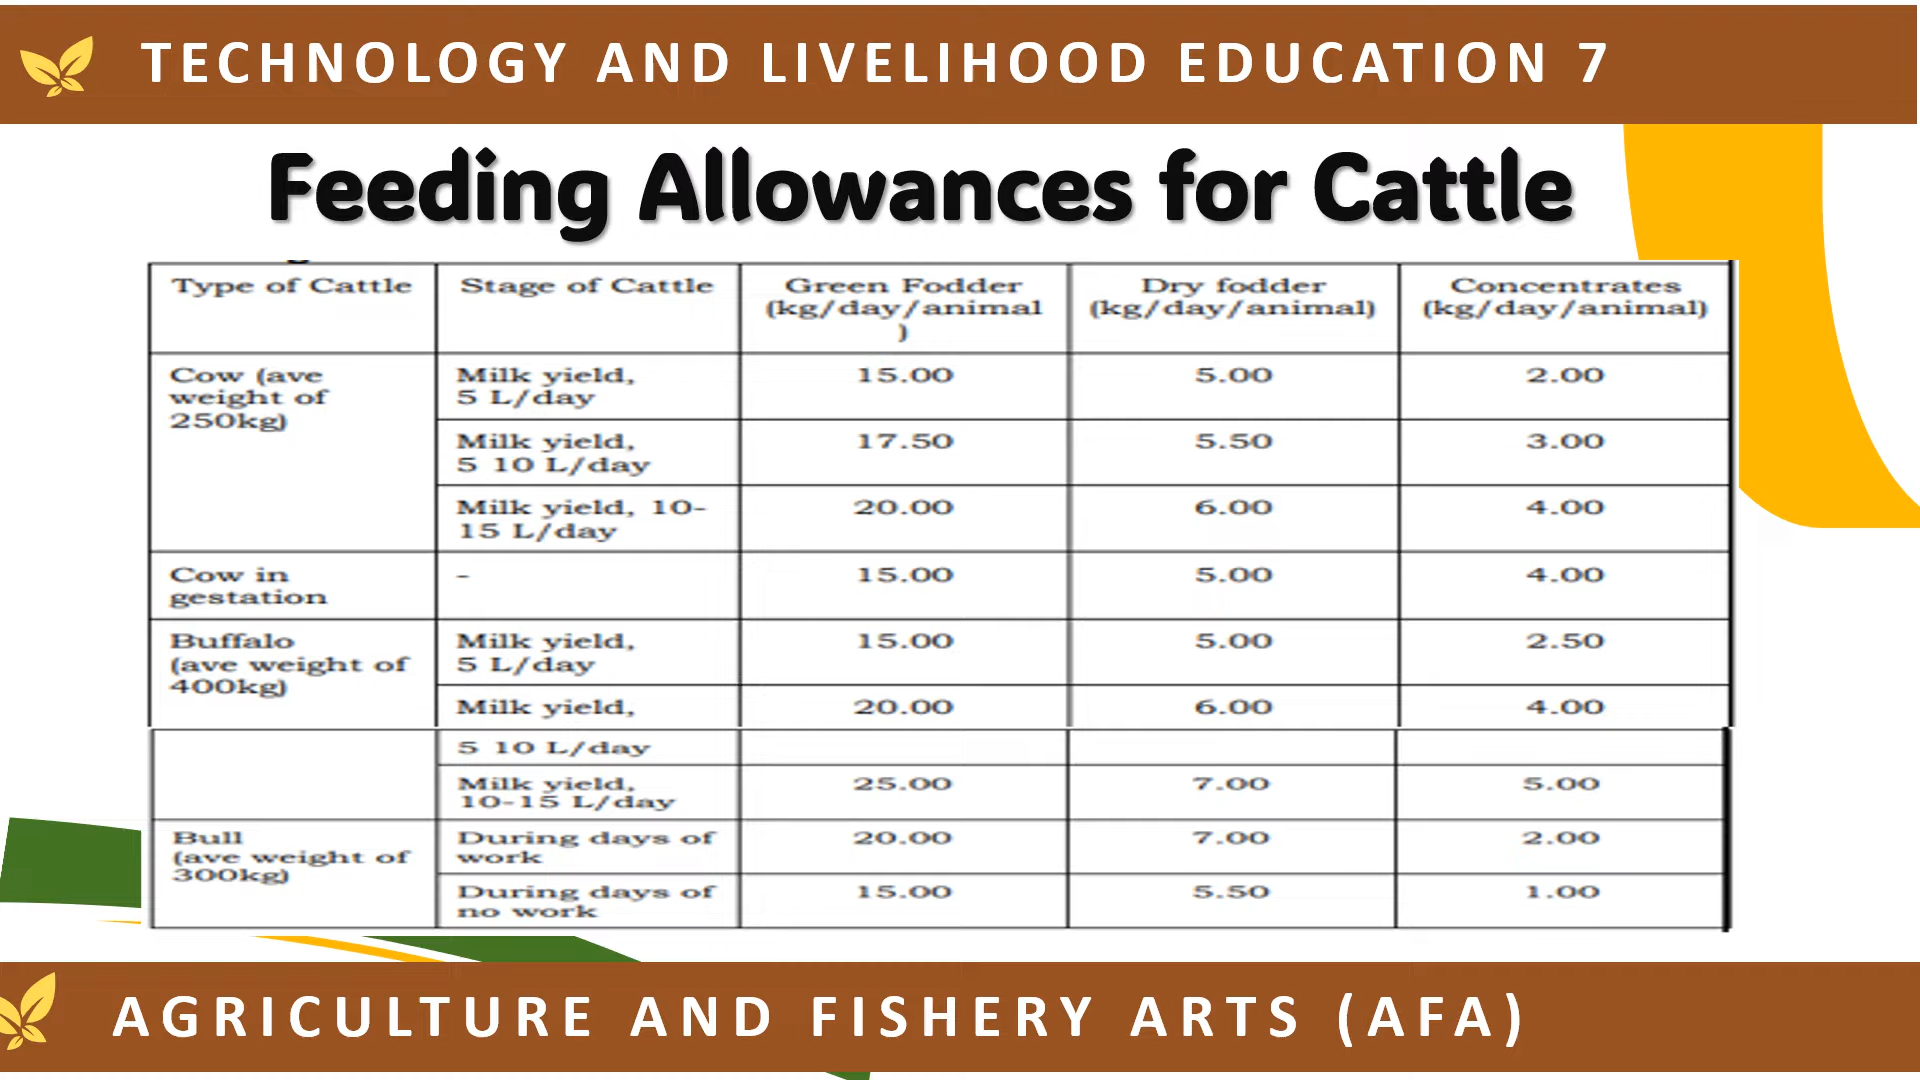 TECHNOLOGY AND LIVELIHOOD EDUCATION 7
Feeding Allowances for Cattle
Type of Cattle
Stage of Cattle
Green Fodder
(kg/day/animal
)
Dry fodder
(kg/day/animal)
Concentrates
(kg/day/animal)
Cow (ave
weight of
250kg)
Milk yield,
5 L/day
15.00
5.00
2.00
Milk yield,
5 10 L/day
17.50
5.50
3.00
Milk yield, 10-
15 L/day
20.00
6.00
4.00
Cow in
gestation
-
15.00
5.00
4.00
Buffalo
(ave weight of
400kg)
Milk yield,
5 L/day
15.00
5.00
2.50
Milk yield,
20.00
6.00
4.00
5 10 L/day
Milk yield,
10-15 L/day
25.00
7.00
5.00
Bull
(ave weight of
300kg)
During days of
work
20.00
7.00
2.00
During days of
no work
15.00
5.50
1.00
AGRICULTURE AND FISHERY ARTS (AFA)